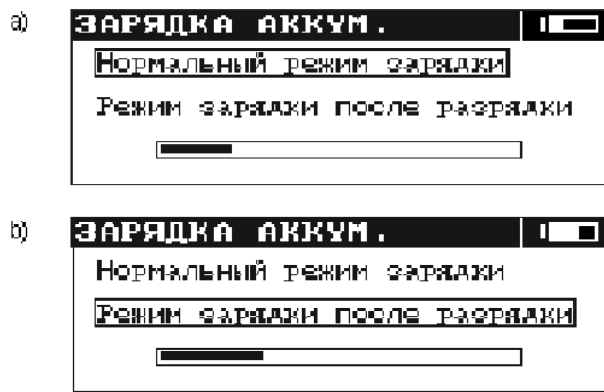 a)
ЗАРЯДКА АККУМ.
Нормальный режим зарядки
Режим зарядки после разрядки
b)
ЗАРЯДКА АККУМ.
Нормальный режим зарядки
Режим зарядки после разрядки